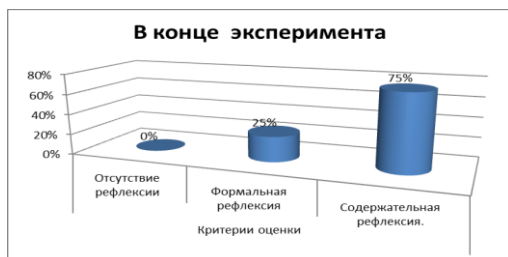 В конце эксперимента
80%
60%
40%
20%
0%
0%
25%
75%
Отсутствие
рефлексии
Формальная
рефлексия
Содержательная
рефлексия.
Критерии оценки